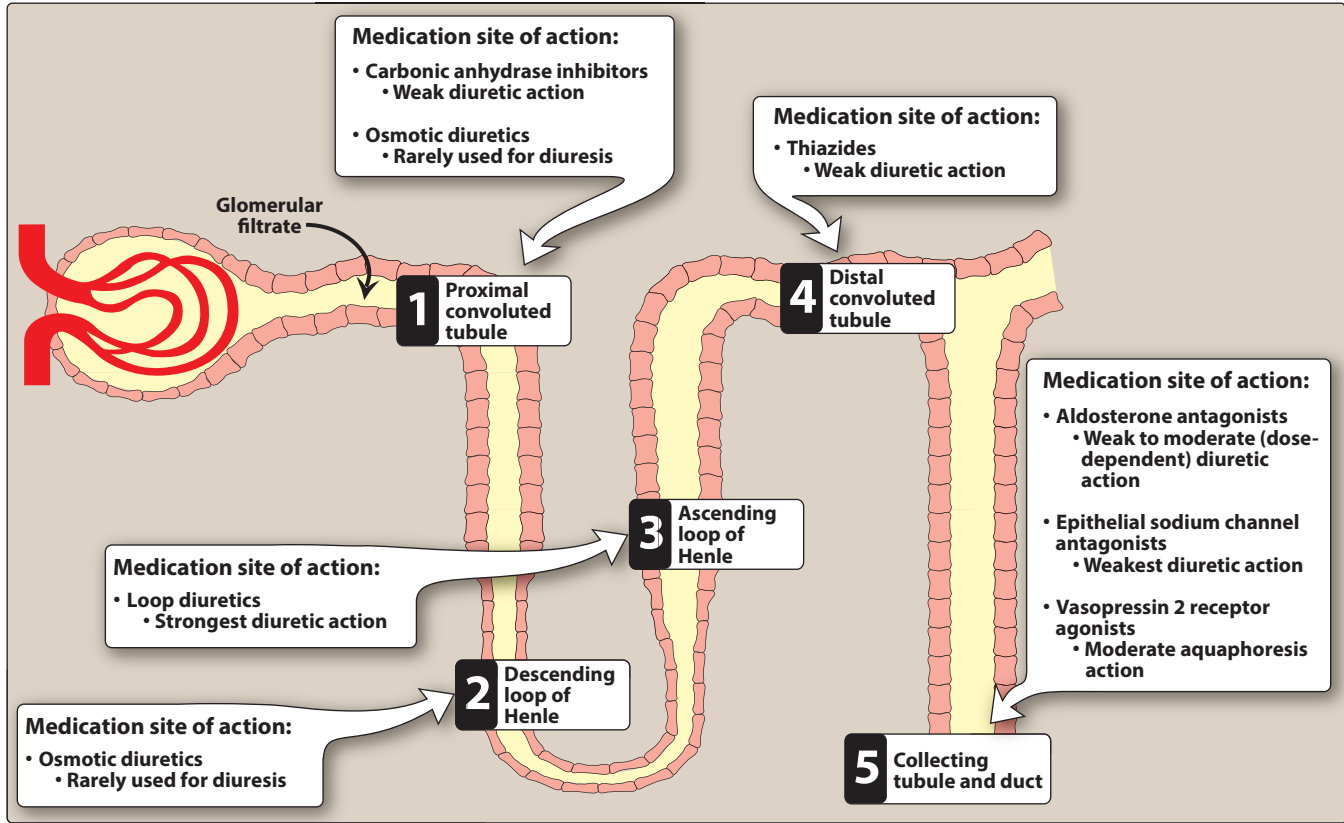 Medication site of action:
• Carbonic anhydrase inhibitors
• Weak diuretic action
• Osmotic diuretics
• Rarely used for diuresis
Medication site of action:
• Thiazides
• Weak diuretic action
Glomerular
filtrate
1 Proximal
convoluted
tubule
4 Distal
convoluted
tubule
Medication site of action:
• Aldosterone antagonists
• Weak to moderate (dose-
dependent) diuretic
action
• Epithelial sodium channel
antagonists
• Weakest diuretic action
• Vasopressin 2 receptor
agonists
• Moderate aquaphoresis
action
3 Ascending
loop of
Henle
Medication site of action:
• Loop diuretics
• Strongest diuretic action
2 Descending
loop of
Henle
Medication site of action:
• Osmotic diuretics
• Rarely used for diuresis
5 Collecting
tubule and duct